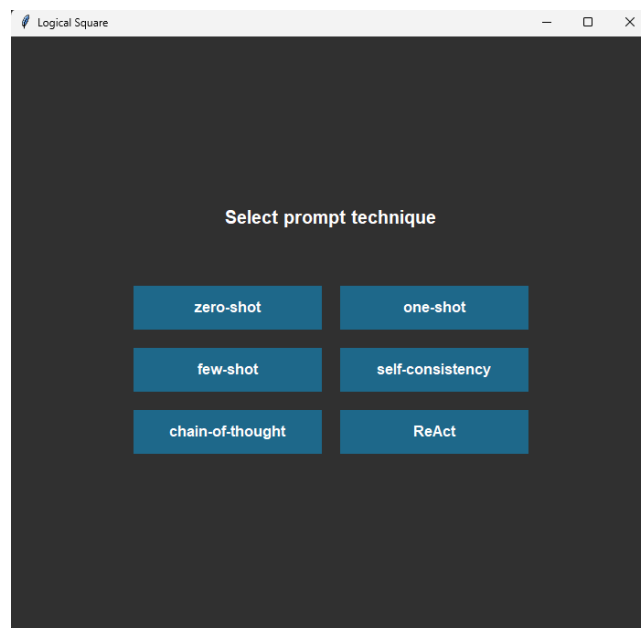 Logical Square
Select prompt technique
zero-shot
one-shot
few-shot
self-consistency
chain-of-thought
ReAct